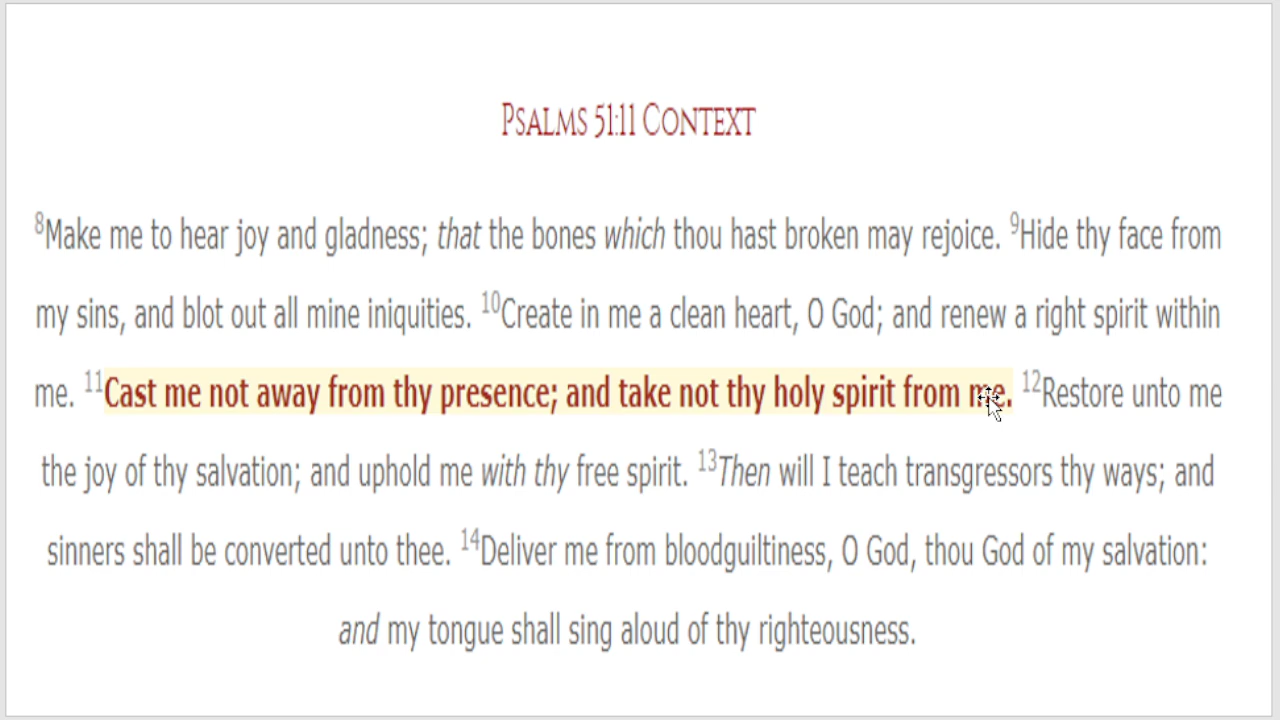 Psalms 51:11 Context
8Make me to hear joy and gladness; that the bones which thou hast broken may rejoice. 9Hide thy face from
my sins, and blot out all mine iniquities. 10Create in me a clean heart, O God; and renew a right spirit within
me. 11Cast me not away from thy presence; and take not thy holy spirit from me. 12Restore unto me
the joy of thy salvation; and uphold me with thy free spirit. 13Then will I teach transgressors thy ways; and
sinners shall be converted unto thee. 14Deliver me from bloodguiltiness, O God, thou God of my salvation:
and my tongue shall sing aloud of thy righteousness.